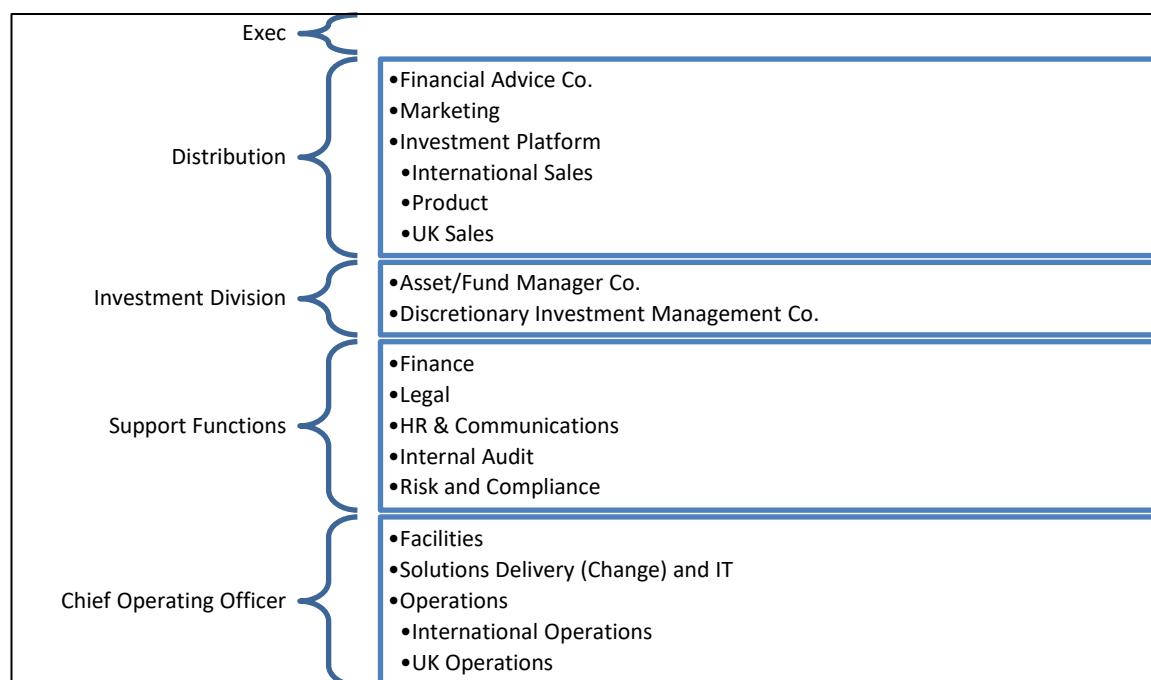 Exec
Distribution
•Financial Advice Co.
•Marketing
•Investment Platform
•International Sales
•Product
•UK Sales
Investment Division
•Asset/Fund Manager Co.
•Discretionary Investment Management Co.
Support Functions
•Finance
•Legal
•HR & Communications
•Internal Audit
•Risk and Compliance
Chief Operating Officer
•Facilities
•Solutions Delivery (Change) and IT
•Operations
•International Operations
•UK Operations